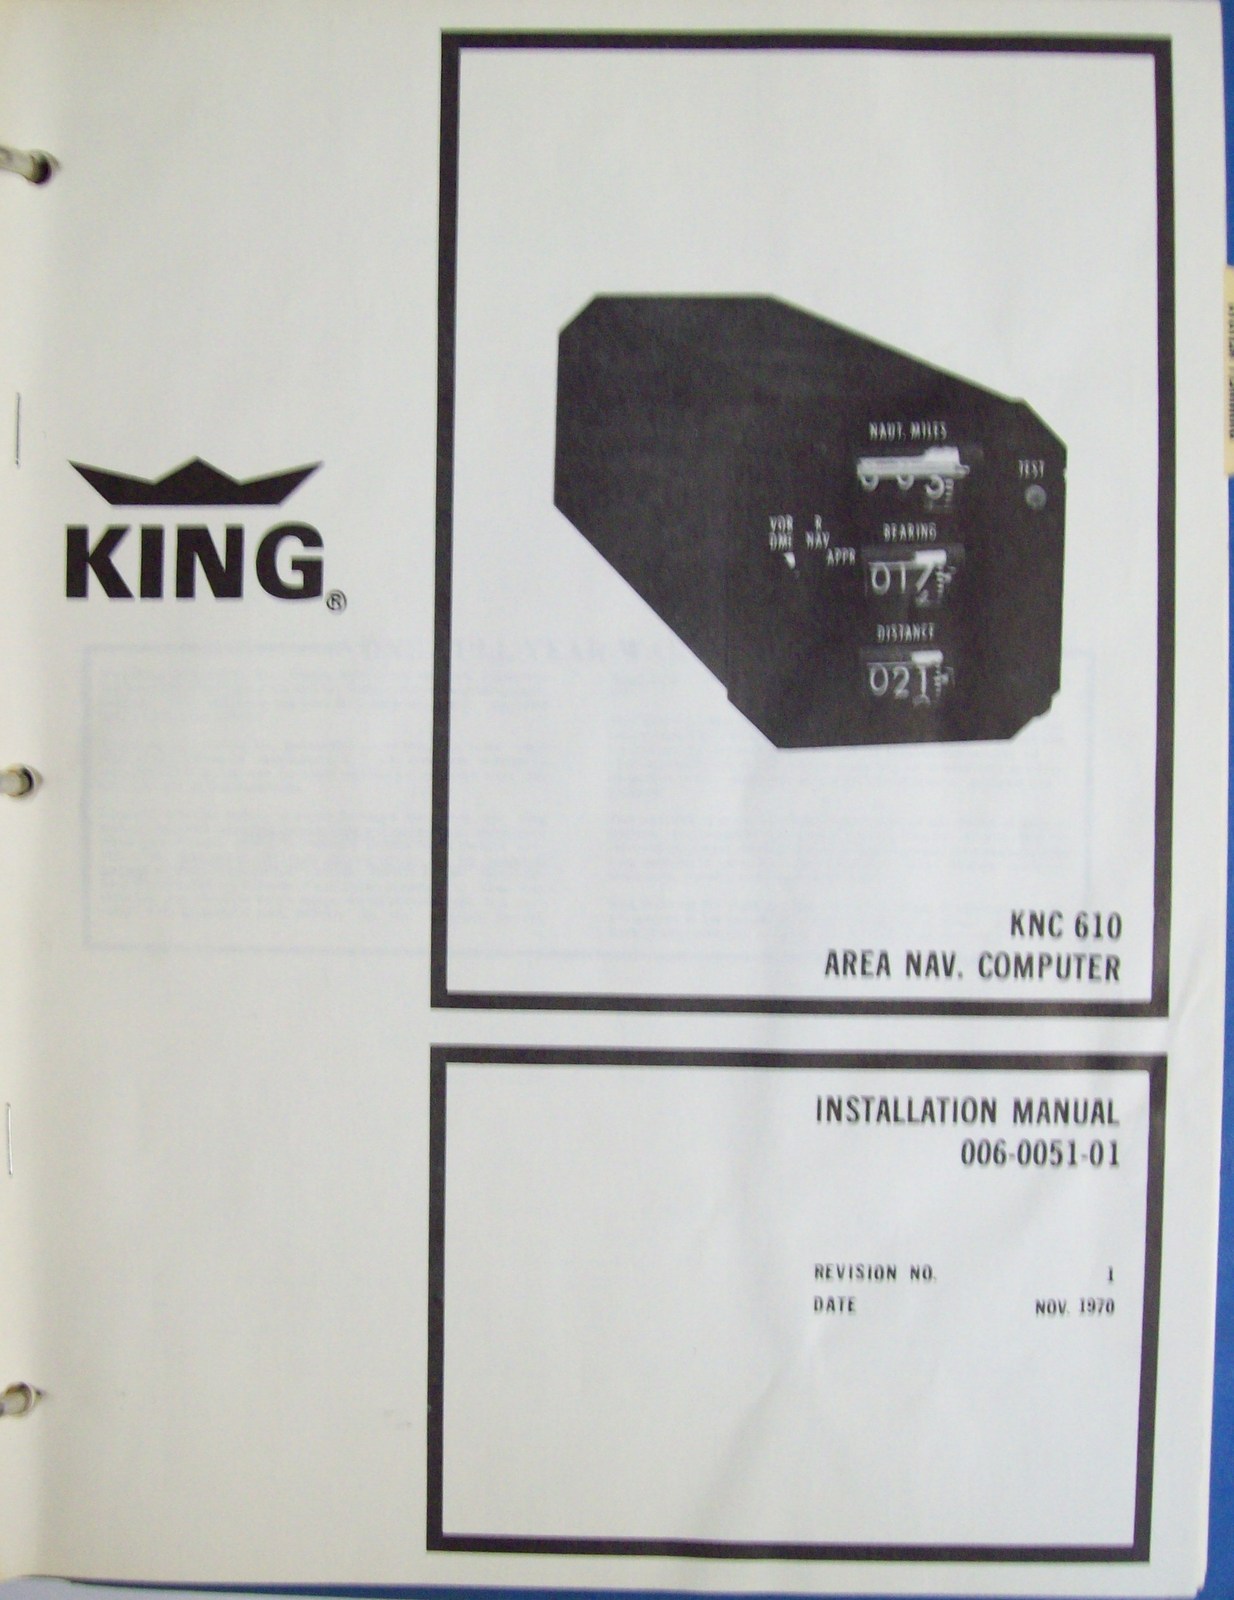 KING®
NAUT. MILES
TEST
VOR R
DME NAV
APPR
BEARING
017
DISTANCE
021
KNC 610
AREA NAV. COMPUTER
INSTALLATION MANUAL
006-0051-01
REVISION NO. 1
DATE NOV. 1970